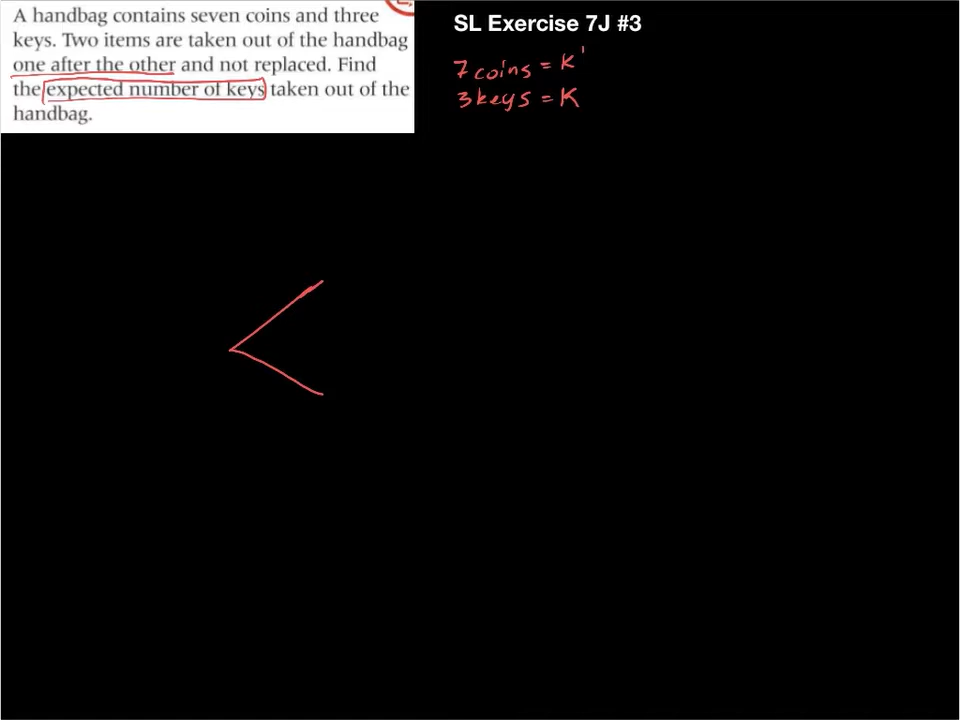 A handbag contains seven coins and three
keys. Two items are taken out of the handbag
one after the other and not replaced. Find
the expected number of keys taken out of the
handbag.
SL Exercise 7J #3
7 coins = K'
3 keys = K